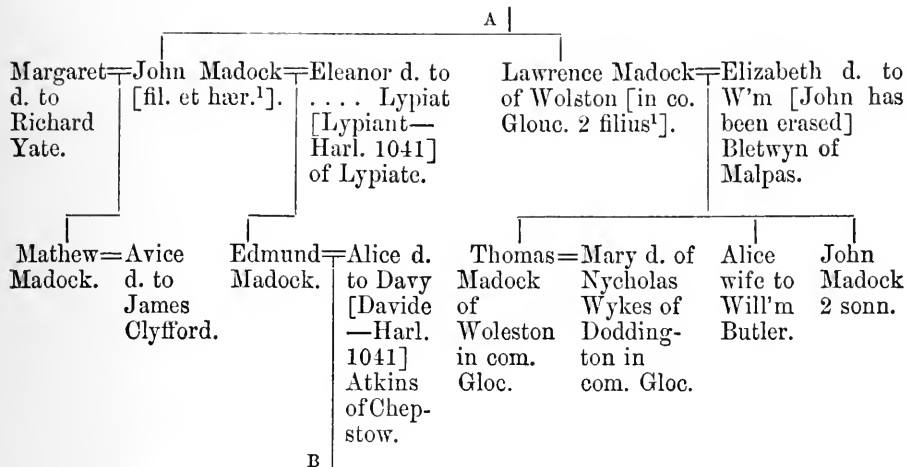 A
Margaret=John Madock=Eleanor d. to
d. to [fil. et hær.¹].
Richard
Yate.
.... Lypiat
[Lypiant—
Harl. 1041]
of Lypiate.
Lawrence Madock=Elizabeth d. to
of Wolston [in co.
Glouc. 2 filius¹].
W'm [John has
been erased]
Bletwyn of
Malpas.
Mathew=Avice
Madock. d. to
James
Clyfford.
Edmund=Alice d.
Madock. to Davy
[Davide
—Harl.
1041]
Atkins
of Chep-
stow.
Thomas=Mary d. of
Madock Nycholas
of Wykes of
Woleston Dodding-
in com. ton in
Gloc. com. Gloc.
Alice
wife to
Will'm
Butler.
John
Madock
2 sonn.
B